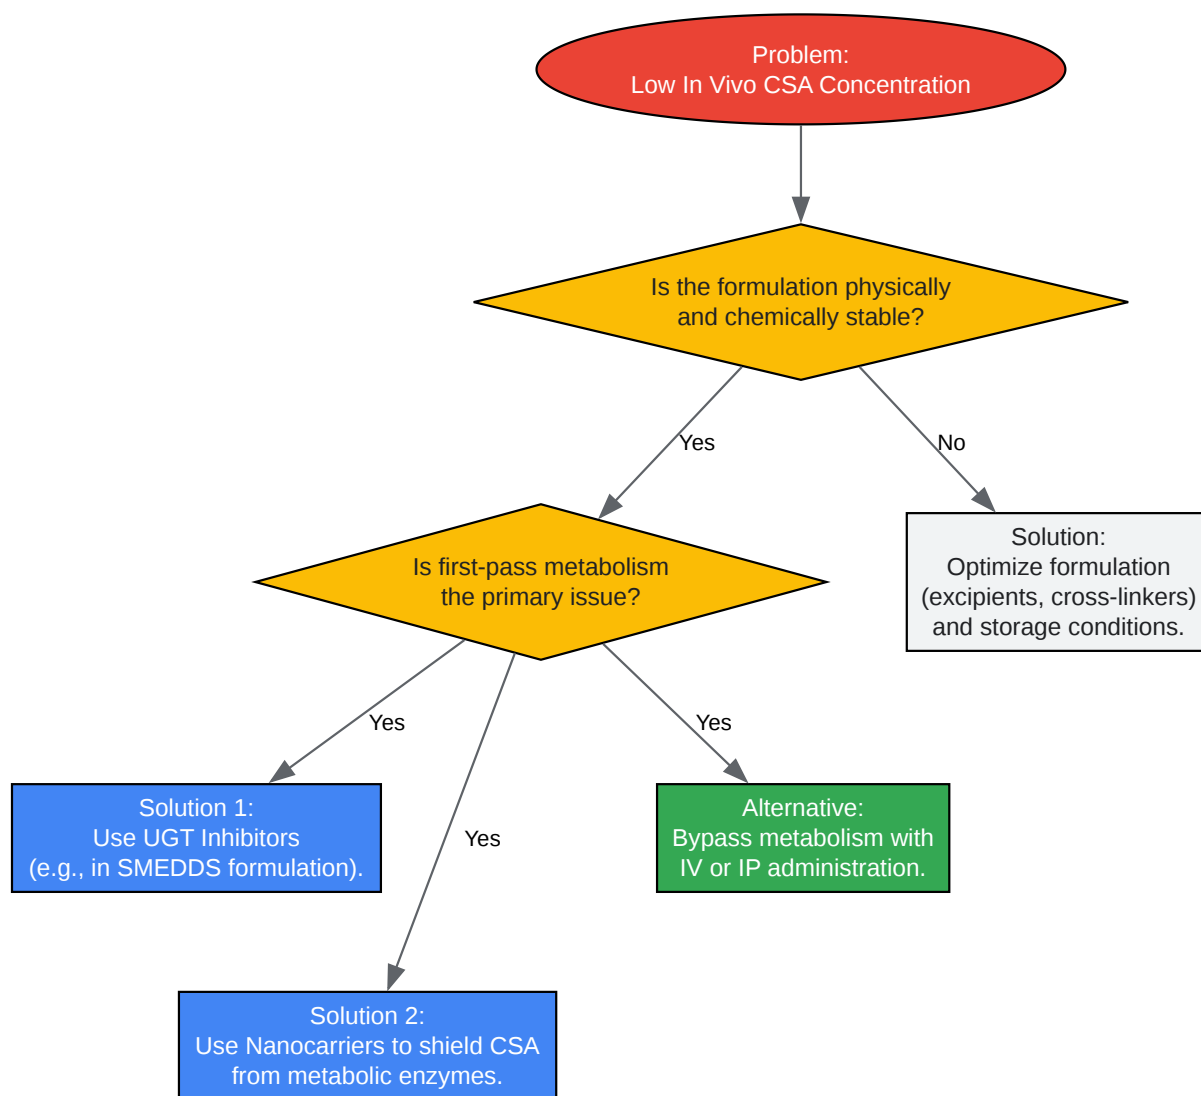 Problem:
Low In Vivo CSA Concentration
Is the formulation physically
and chemically stable?
Yes
No
Is first-pass metabolism
the primary issue?
Solution:
Optimize formulation
(excipients, cross-linkers)
and storage conditions.
Yes
Yes
Yes
Solution 1:
Use UGT Inhibitors
(e.g., in SMEDDS formulation).
Alternative:
Bypass metabolism with
IV or IP administration.
Solution 2:
Use Nanocarriers to shield CSA
from metabolic enzymes.